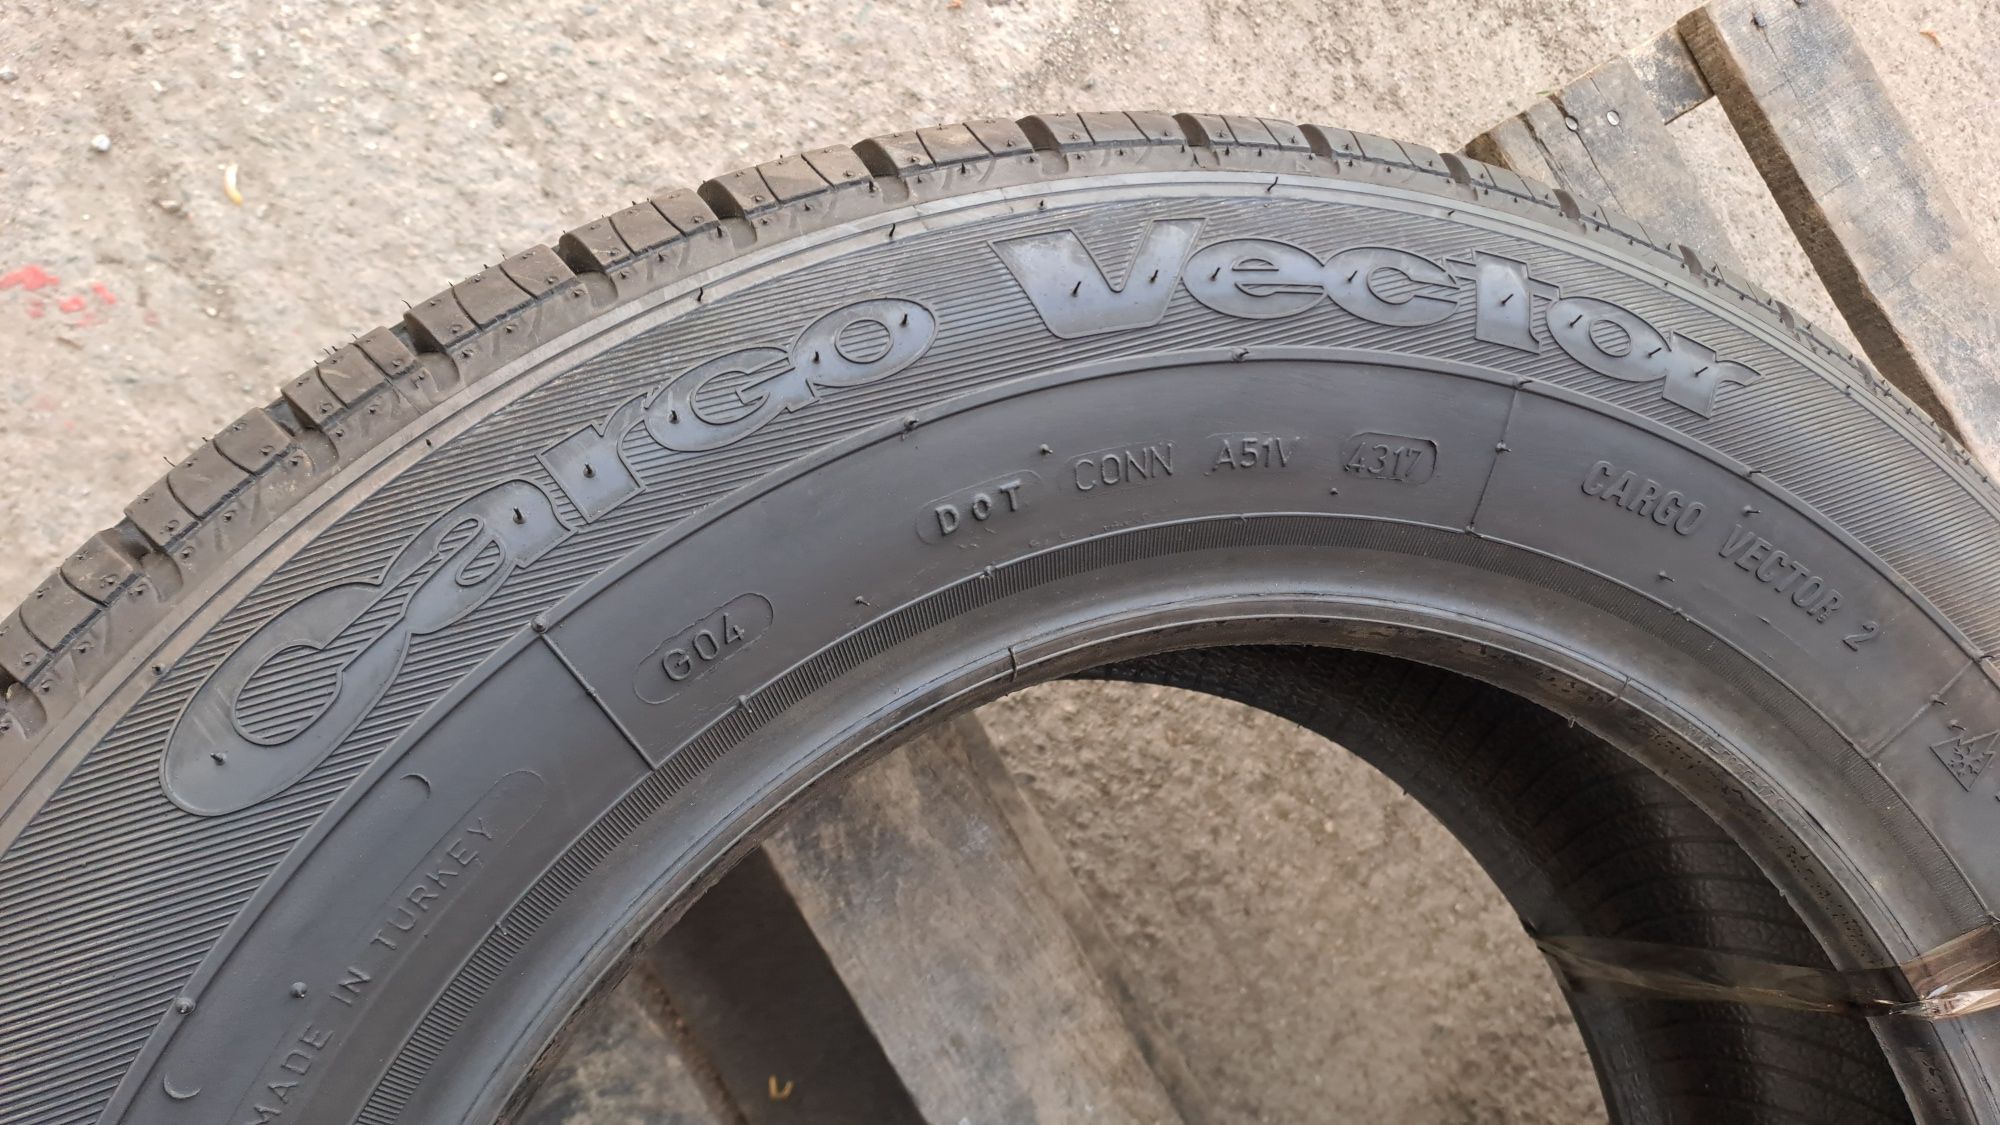 Cargo Vector
DOT CONN A51V 4317
CARGO VECTOR 2
G04
MADE IN TURKEY